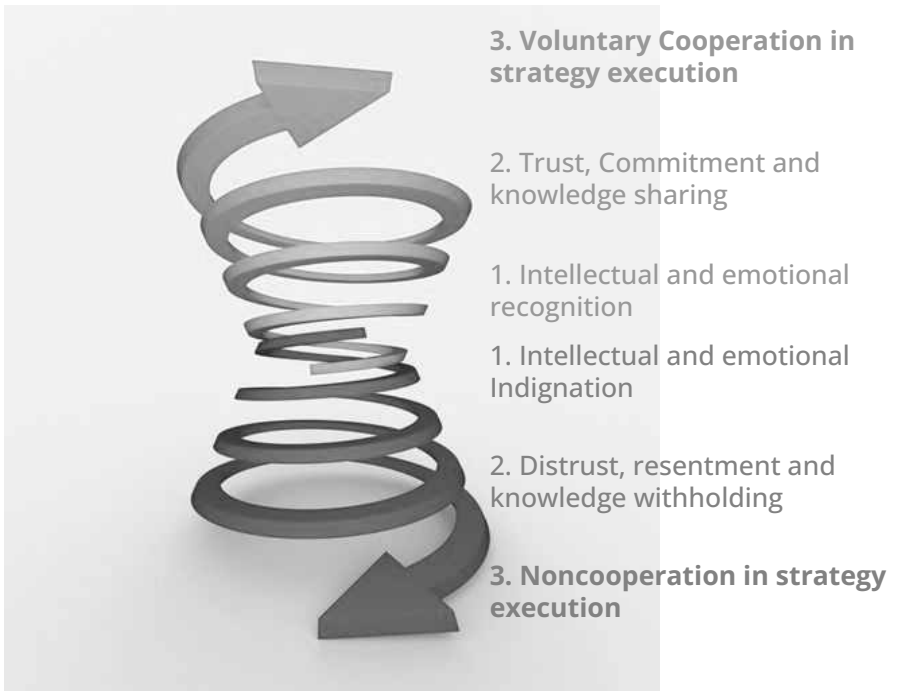 3. Voluntary Cooperation in
strategy execution
2. Trust, Commitment and
knowledge sharing
1. Intellectual and emotional
recognition
1. Intellectual and emotional
Indignation
2. Distrust, resentment and
knowledge withholding
3. Noncooperation in strategy
execution